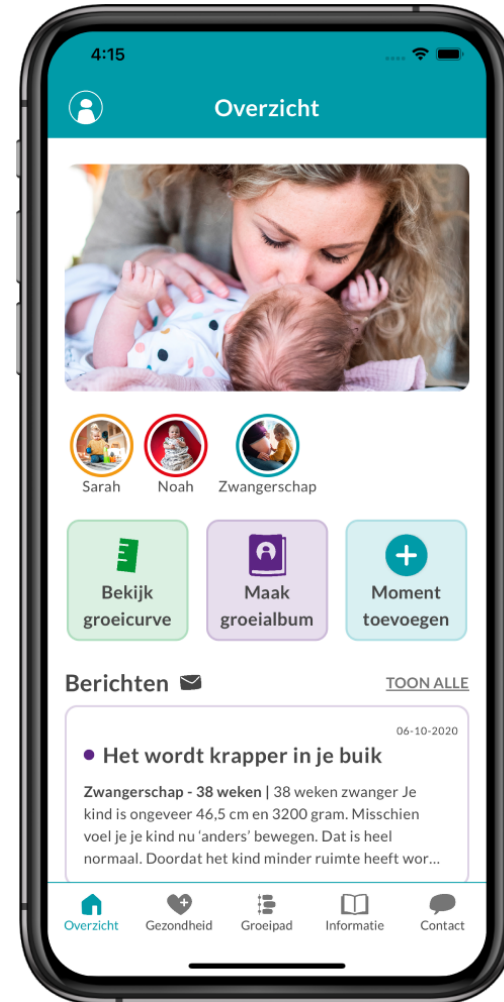 4:15
Overzicht
Sarah
Noah
Zwangerschap
Bekijk
groeicurve
Maak
groeialbum
Moment
toevoegen
Berichten
TOON ALLE
06-10-2020
Het wordt krapper in je buik
Zwangerschap - 38 weken | 38 weken zwanger Je
kind is ongeveer 46,5 cm en 3200 gram. Misschien
voel je je kind nu ‘anders’ bewegen. Dat is heel
normaal. Doordat het kind minder ruimte heeft wor...
Overzicht
Gezondheid
Groeipad
Informatie
Contact